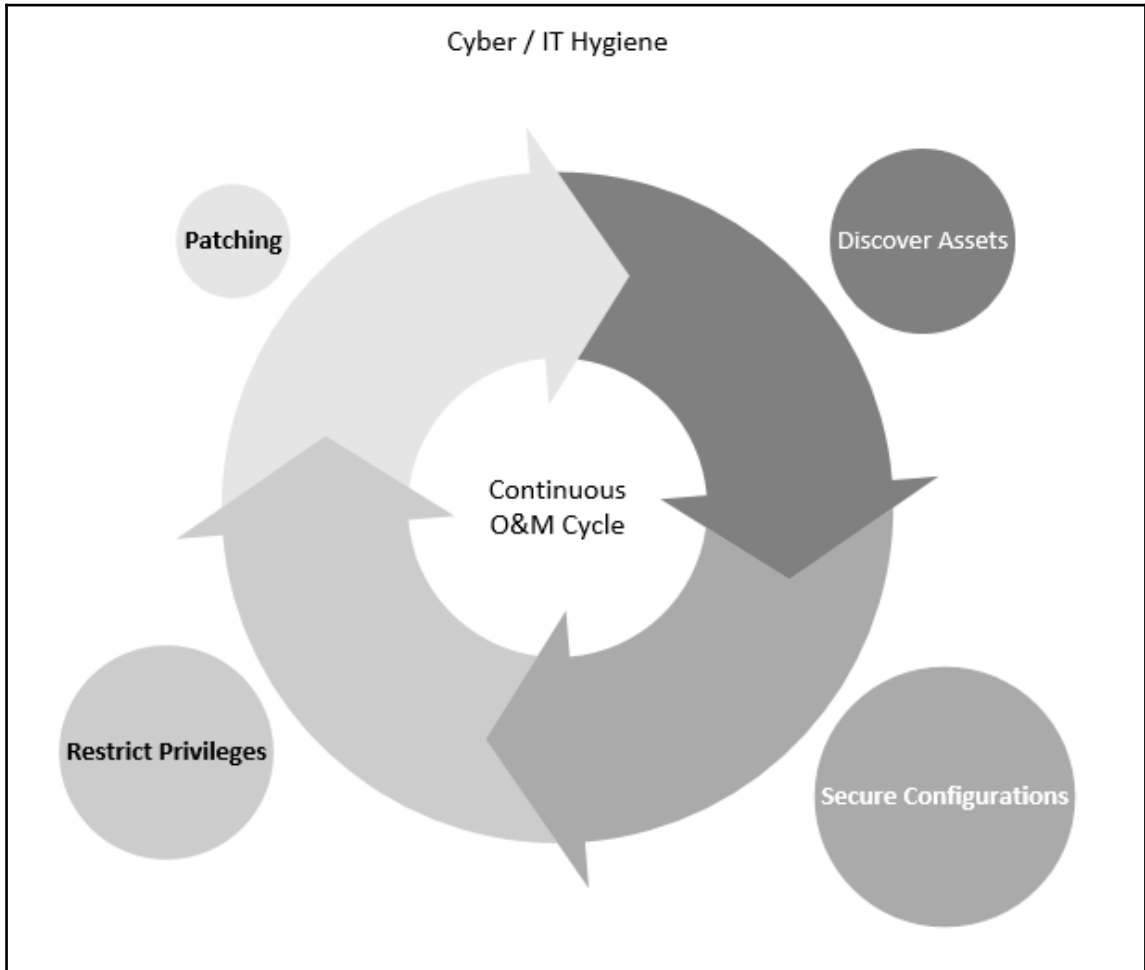 Cyber / IT Hygiene
Patching
Discover Assets
Continuous
O&M Cycle
Restrict Privileges
Secure Configurations